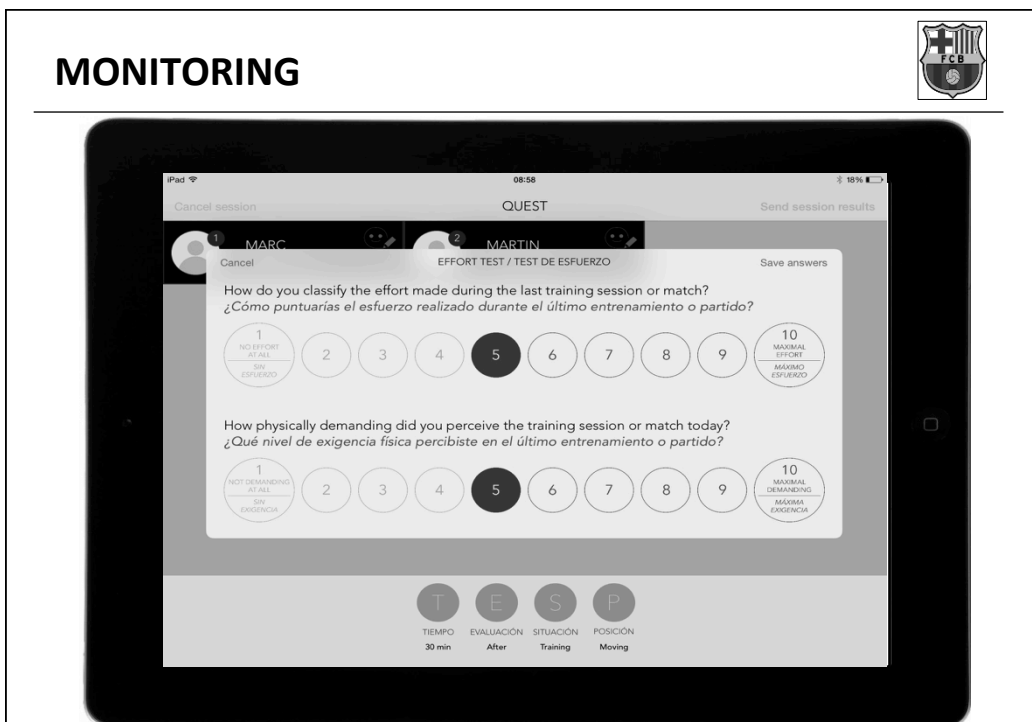 MONITORING
FCB
iPad
08:58
18%
Cancel session
QUEST
Send session results
1
MARC
2
MARTIN
Cancel
EFFORT TEST / TEST DE ESFUERZO
Save answers
How do you classify the effort made during the last training session or match?
¿Cómo puntuarías el esfuerzo realizado durante el último entrenamiento o partido?
1
NO EFFORT
AT ALL
SIN
ESFUERZO
2 3 4 5 6 7 8 9
10
MAXIMAL
EFFORT
MÁXIMO
ESFUERZO
How physically demanding did you perceive the training session or match today?
¿Qué nivel de exigencia física percibiste en el último entrenamiento o partido?
1
NOT DEMANDING
AT ALL
SIN
EXIGENCIA
2 3 4 5 6 7 8 9
10
MAXIMAL
DEMANDING
MÁXIMA
EXIGENCIA
T E S P
TIEMPO EVALUACIÓN SITUACIÓN POSICIÓN
30 min After Training Moving